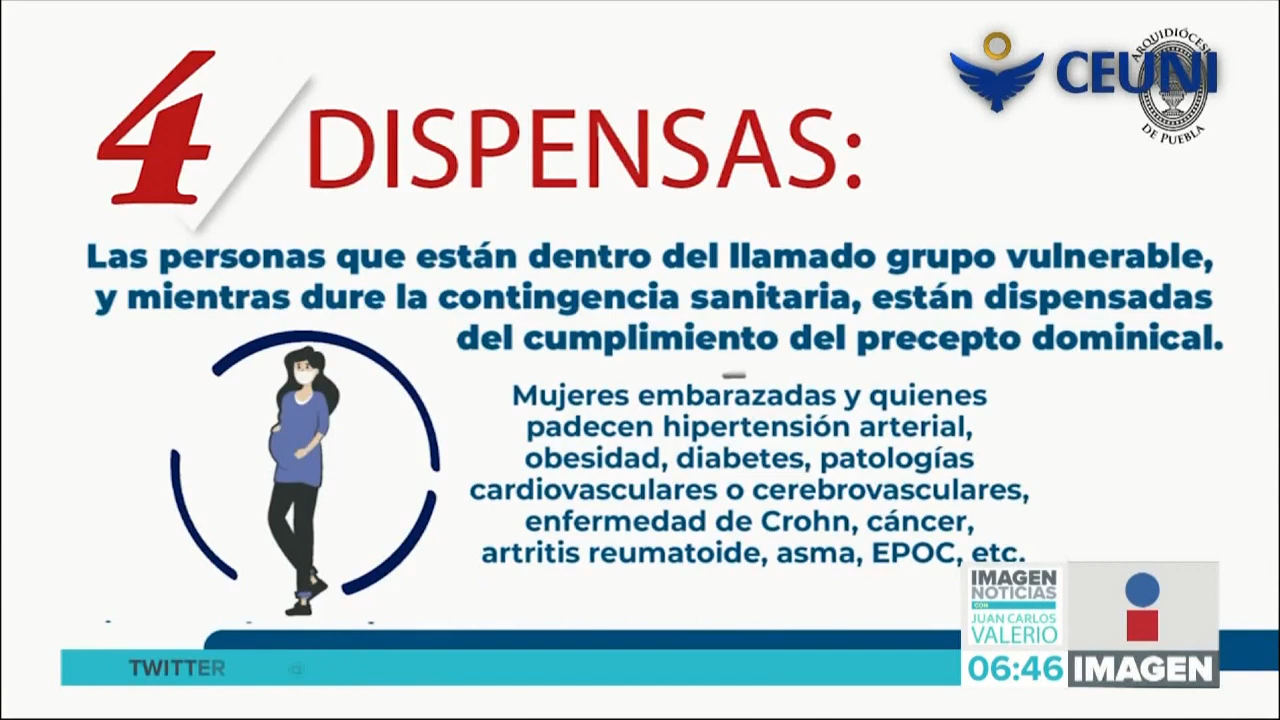 4 DISPENSAS:
CEUNI
ARQUIDIÓCESIS
DE PUEBLA
Las personas que están dentro del llamado grupo vulnerable,
y mientras dure la contingencia sanitaria, están dispensadas
del cumplimiento del precepto dominical.
Mujeres embarazadas y quienes
padecen hipertensión arterial,
obesidad, diabetes, patologías
cardiovasculares o cerebrovasculares,
enfermedad de Crohn, cáncer,
artritis reumatoide, asma, EPOC, etc.
IMAGEN
NOTICIAS
CON
JUAN CARLOS
VALERIO
TWITTER @
06:46 IMAGEN